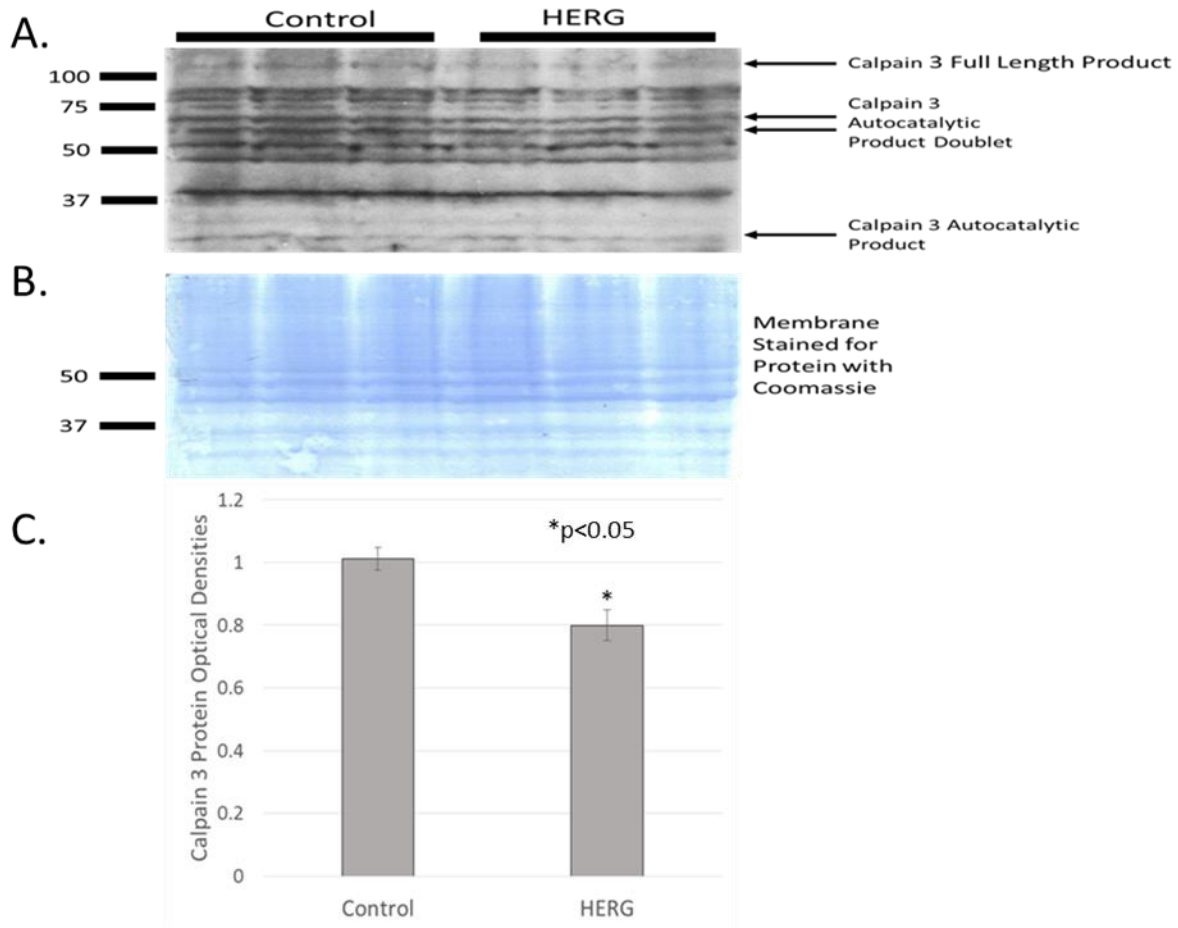 A.
Control
HERG
100
75
50
37
Calpain 3 Full Length Product
Calpain 3
Autocatalytic
Product Doublet
Calpain 3 Autocatalytic
Product
B.
50
37
Membrane
Stained for
Protein with
Coomassie
C.
Calpain 3 Protein Optical Densities
1.2
1
0.8
0.6
0.4
0.2
0
*p<0.05
*
Control
HERG